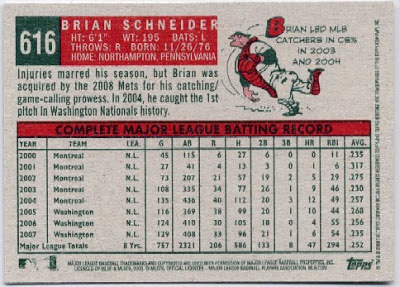 616
BRIAN SCHNEIDER
HT: 6'1" WT: 195 BATS: L
THROWS: R BORN: 11/26/76
HOME: NORTHAMPTON, PENNSYLVANIA
Injuries marred his season, but Brian was
acquired by the 2008 Mets for his catching/
game-calling prowess. In 2004, he caught the 1st
pitch in Washington Nationals history.
BRIAN LED MLB
CATCHERS IN CS%
IN 2003
AND 2004
COMPLETE MAJOR LEAGUE BATTING RECORD
YEAR TEAM LEA. G AB R H 2B 3B HR RBI AVG.
2000 Montreal N.L. 45 115 6 27 6 0 0 11 .235
2001 Montreal N.L. 27 41 4 13 3 0 1 6 .317
2002 Montreal N.L. 73 207 21 57 19 2 5 29 .275
2003 Montreal N.L. 108 335 34 77 26 1 9 46 .230
2004 Montreal N.L. 135 436 40 112 20 3 12 49 .257
2005 Washington N.L. 116 369 38 99 20 1 10 44 .268
2006 Washington N.L. 124 410 30 105 18 0 4 55 .256
2007 Washington N.L. 129 408 33 96 21 1 6 54 .235
Major League Totals 8 Yrs. 757 2321 206 586 133 8 47 294 .252
TOPPS